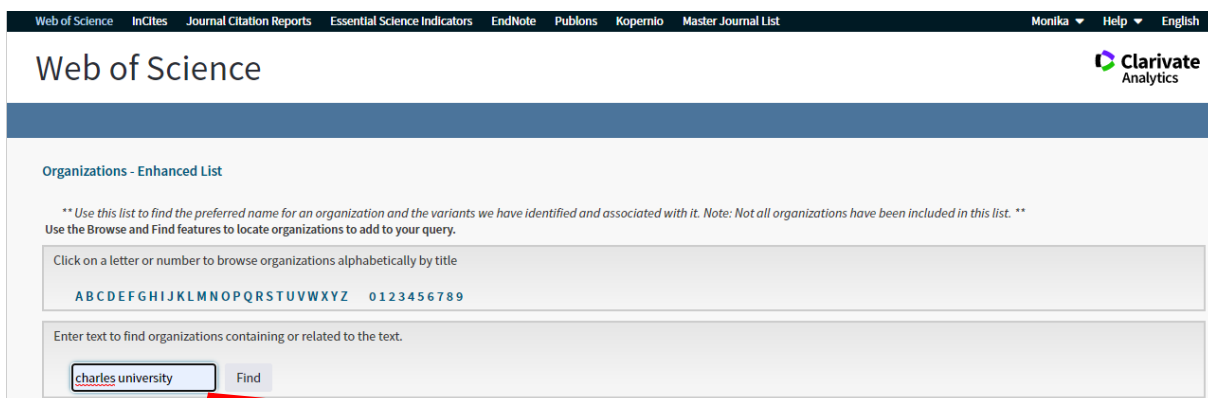 Web of Science InCites Journal Citation Reports Essential Science Indicators EndNote Publons Kopernio Master Journal List Monika Help English
Web of Science
Clarivate
Analytics
Organizations - Enhanced List
** Use this list to find the preferred name for an organization and the variants we have identified and associated with it. Note: Not all organizations have been included in this list. **
Use the Browse and Find features to locate organizations to add to your query.
Click on a letter or number to browse organizations alphabetically by title
A B C D E F G H I J K L M N O P Q R S T U V W X Y Z 0 1 2 3 4 5 6 7 8 9
Enter text to find organizations containing or related to the text.
charles university Find